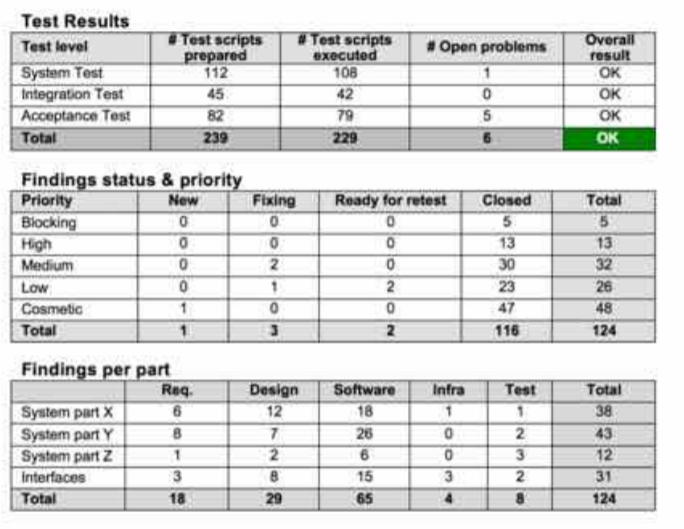 Test Results
Test level # Test scripts prepared # Test scripts executed # Open problems Overall result
System Test 112 108 1 OK
Integration Test 45 42 0 OK
Acceptance Test 82 79 5 OK
Total 239 229 6 OK
Findings status & priority
Priority New Fixing Ready for retest Closed Total
Blocking 0 0 0 5 5
High 0 0 0 13 13
Medium 0 2 0 30 32
Low 0 1 2 23 26
Cosmetic 1 0 0 47 48
Total 1 3 2 118 124
Findings per part
Req. Design Software Infra Test Total
System part X 6 12 18 1 1 38
System part Y 8 7 26 0 2 43
System part Z 1 2 6 0 3 12
Interfaces 3 8 15 3 2 31
Total 18 29 65 4 8 124